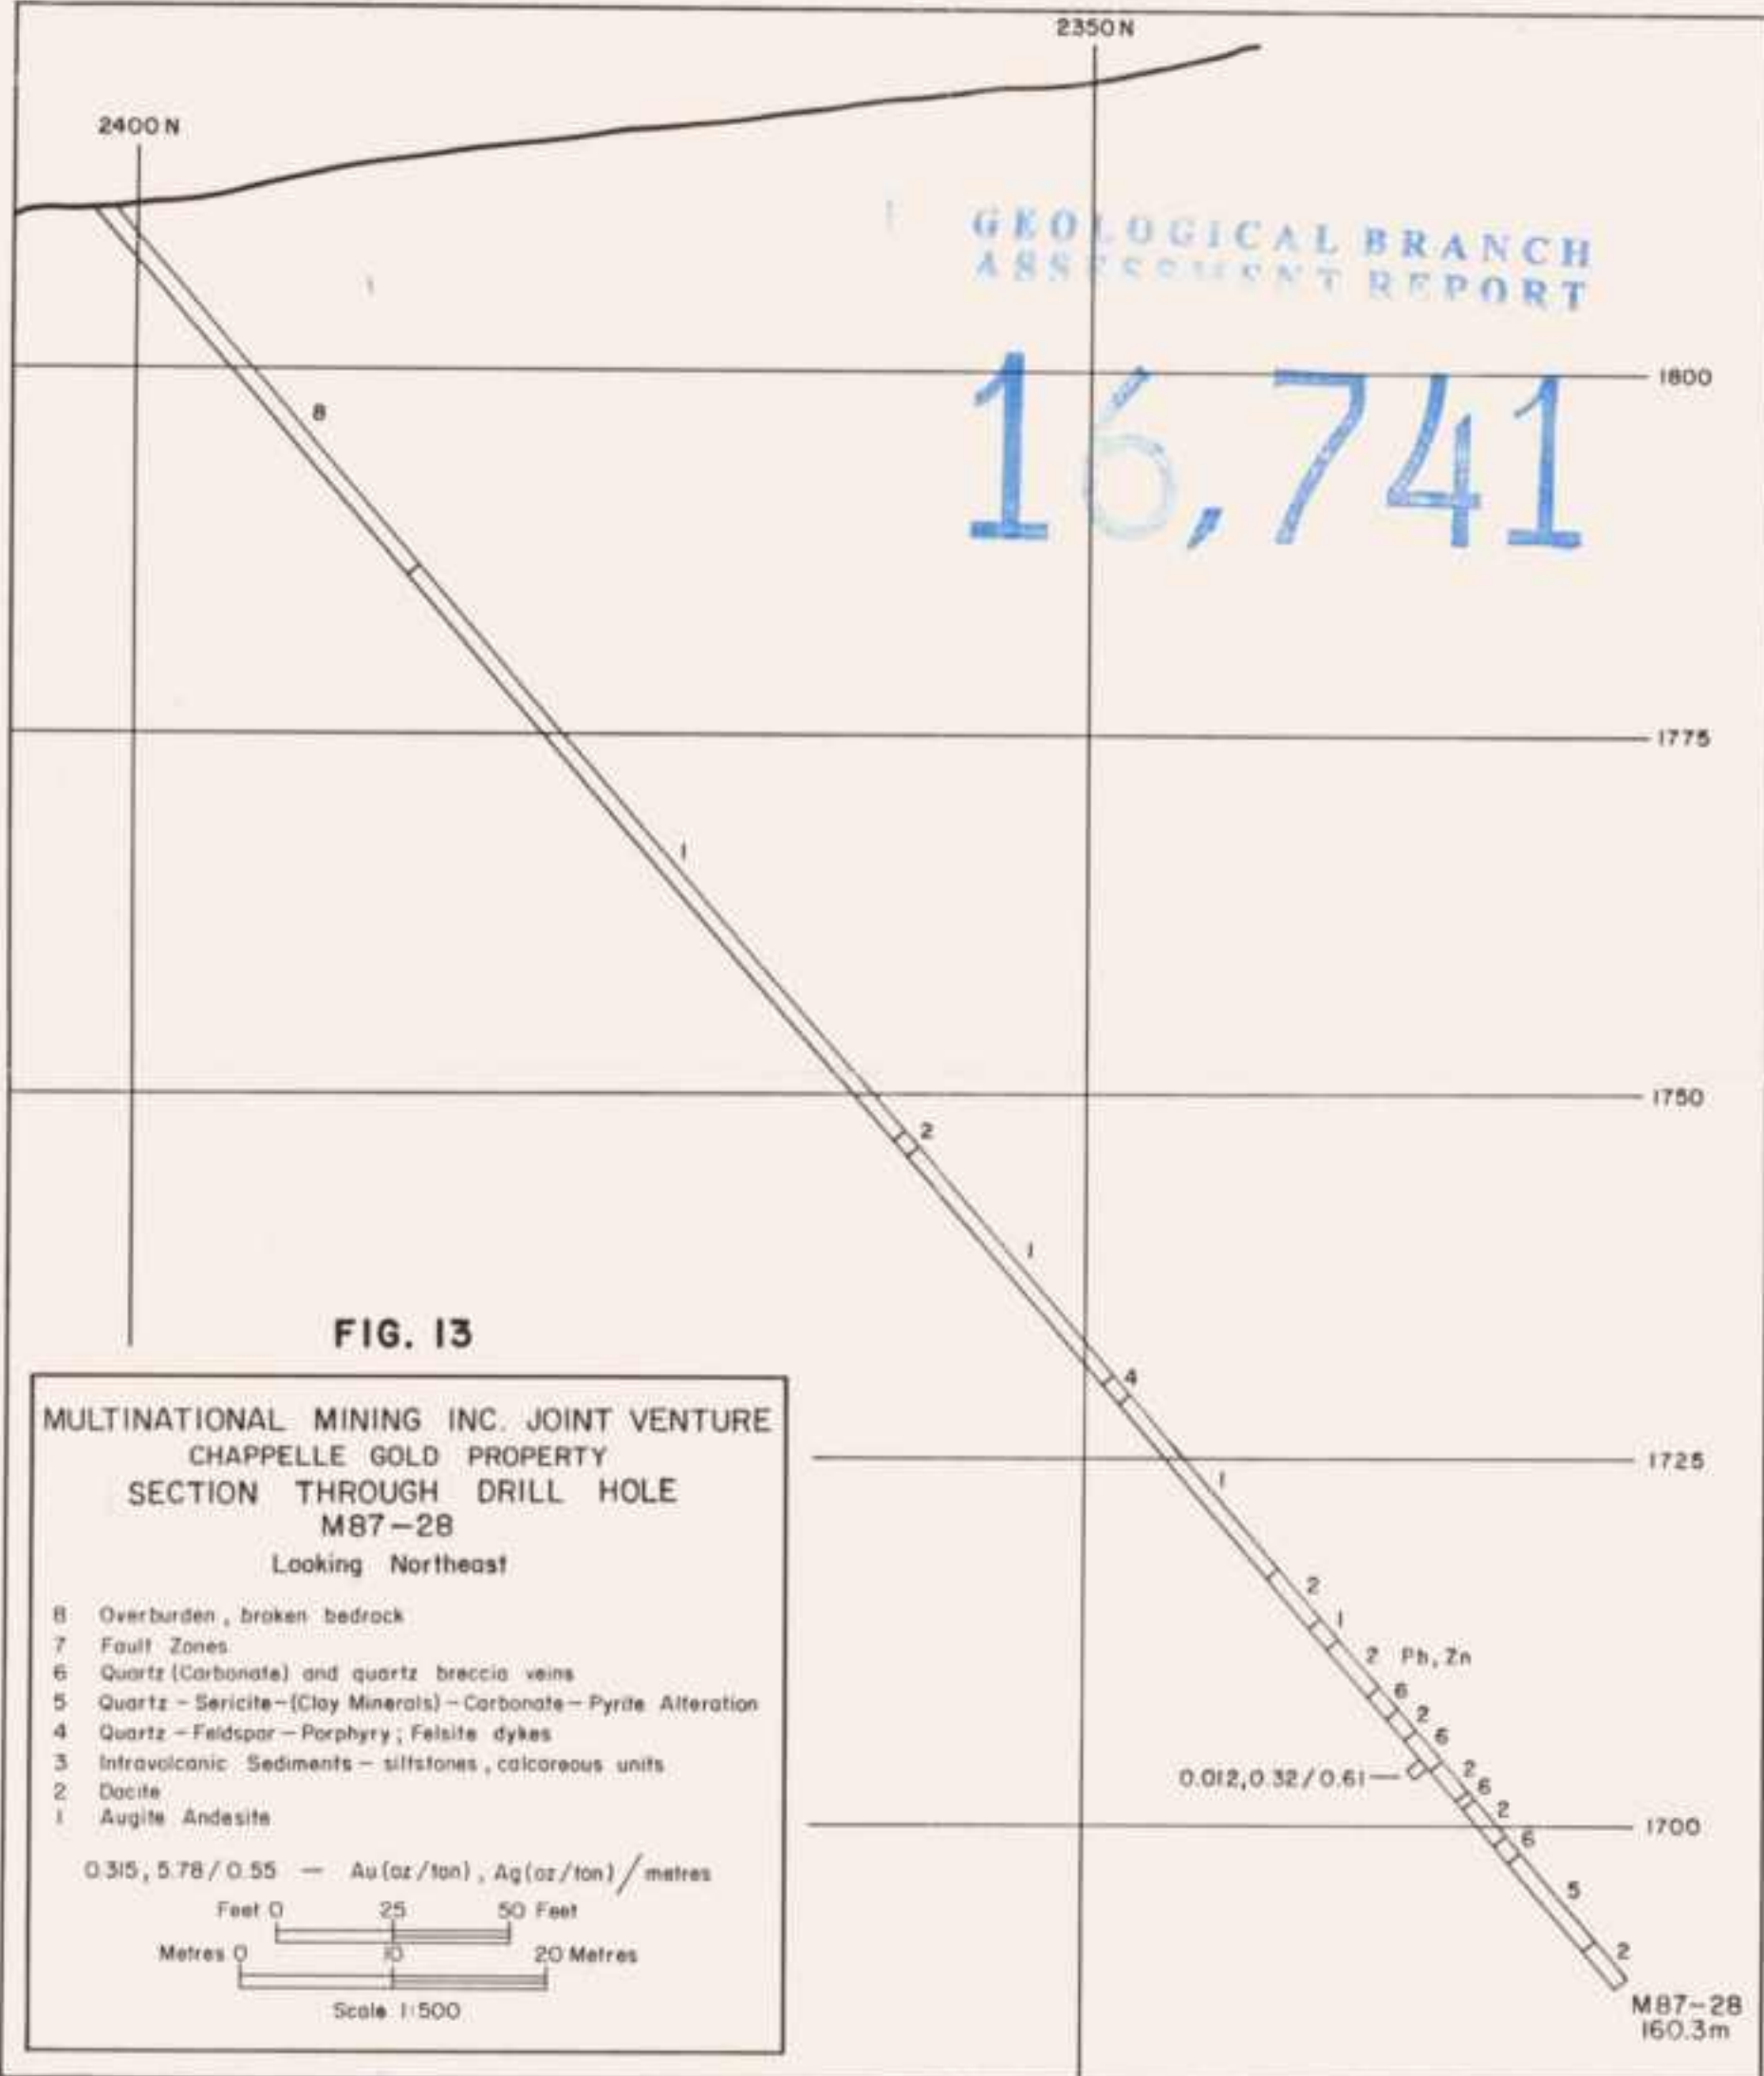 2350 N
2400 N
GEOLOGICAL BRANCH
ASSESSMENT REPORT
16,741
1800
8
1775
1
1750
2
1
4
1725
1
2
1
2 Pb, Zn
6
2
6
2
0.012, 0.32 / 0.61
6
2
6
1700
5
2
M87-28
160.3m
FIG. 13
MULTINATIONAL MINING INC. JOINT VENTURE
CHAPPELLE GOLD PROPERTY
SECTION THROUGH DRILL HOLE
M87-28
Looking Northeast
8 Overburden, broken bedrock
7 Fault Zones
6 Quartz (Carbonate) and quartz breccia veins
5 Quartz - Sericite - (Clay Minerals) - Carbonate - Pyrite Alteration
4 Quartz - Feldspar - Porphyry; Felsite dykes
3 Intravolcanic Sediments - siltstones, calcareous units
2 Dacite
1 Augite Andesite
0.315, 5.78 / 0.55 — Au (oz/ton), Ag (oz/ton) / metres
Feet 0 25 50 Feet
Metres 0 10 20 Metres
Scale 1:500